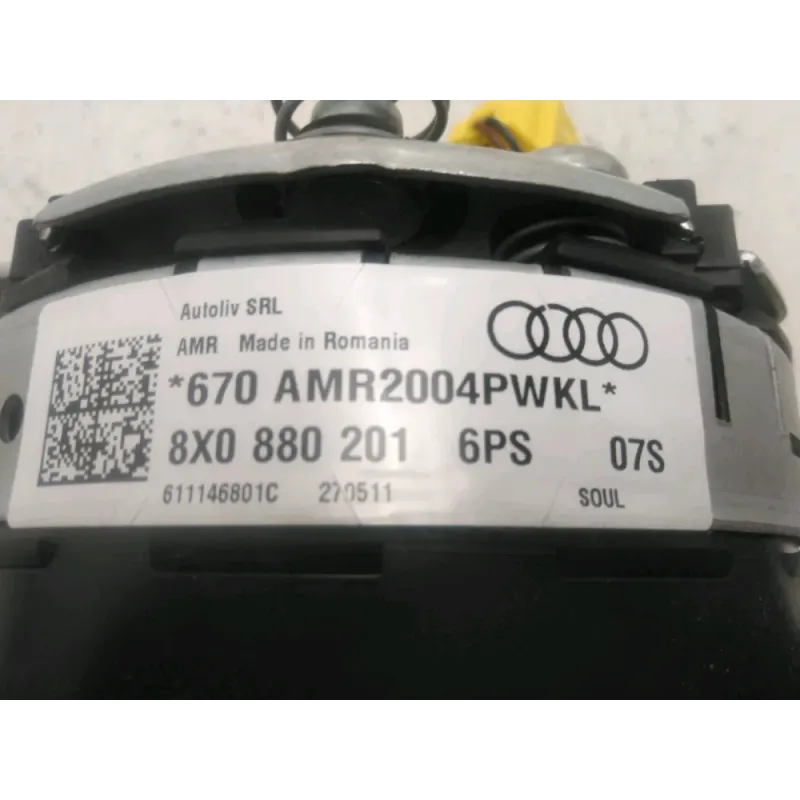 Autoliv SRL
AMR Made in Romania
*670 AMR2004PWKL*
8X0 880 201 6PS 07S
611146801C 270511 SOUL